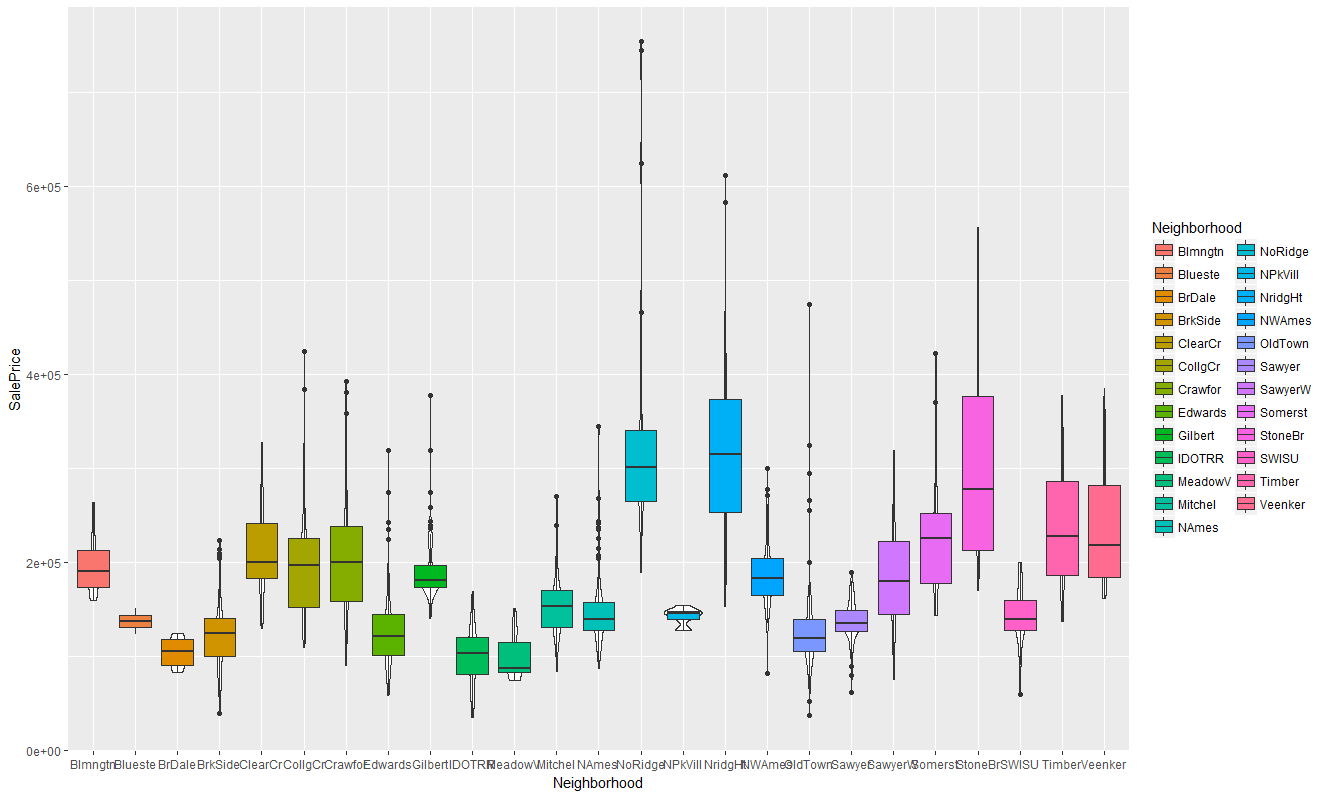 SalePrice
6e+05
4e+05
2e+05
0e+00
Blmngtn Blueste BrDale BrkSide ClearCr CollgCr Crawfor Edwards Gilbert IDOTRR MeadowV Mitchel NAmes NoRidge NPkVill NridgHt NWAmes OldTown Sawyer SawyerW Somerst StoneBr SWISU Timber Veenker
Neighborhood
Neighborhood
Blmngtn
Blueste
BrDale
BrkSide
ClearCr
CollgCr
Crawfor
Edwards
Gilbert
IDOTRR
MeadowV
Mitchel
NAmes
NoRidge
NPkVill
NridgHt
NWAmes
OldTown
Sawyer
SawyerW
Somerst
StoneBr
SWISU
Timber
Veenker